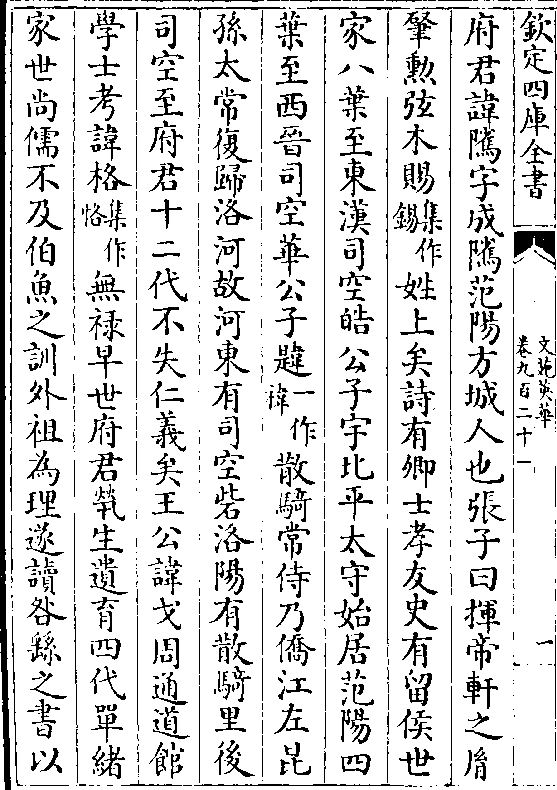 欽定四庫全書
文苑英華
卷九百二十一
一
府君諱隲字成隲范陽方城人也張子曰揮帝軒之𦙍
肇勲弦木賜集作錫姓上矣詩有卿士孝友史有留侯世
家八葉至東漢司空皓公子宇北平太守始居范陽四
葉至西晉司空華公子韙一作禕散騎常侍乃僑江左昆
孫太常復歸洛河故河東有司空砦洛陽有散騎里後
司空至府君十二代不失仁義矣王公諱戈周通道館
學士考諱格集作恪無禄早世府君煢生遺育四代單緒
家世尚儒不及伯魚之訓外祖為理遂讀咎繇之書以